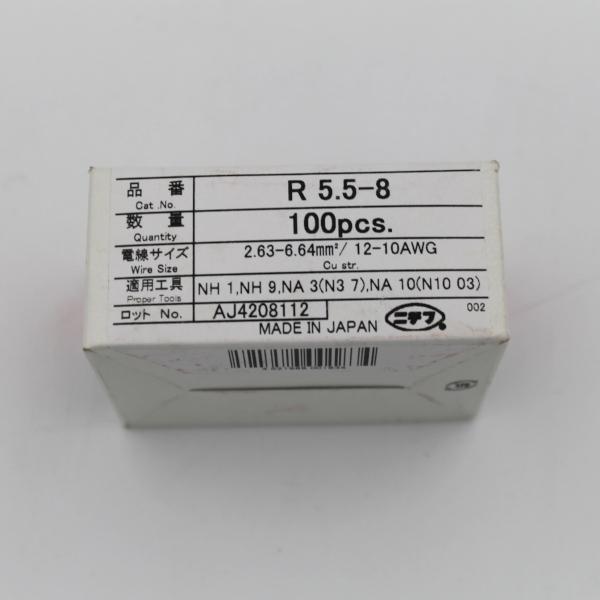 品番 R 5.5-8
Cat .No.
数量 100pcs.
Quantity
電線サイズ 2.63-6.64mm²/ 12-10AWG
Wire Size Cu str.
適用工具 NH 1,NH 9,NA 3(N3 7),NA 10(N10 03)
Proper Tools
ロット No. AJ4208112 ニチフ 002
MADE IN JAPAN